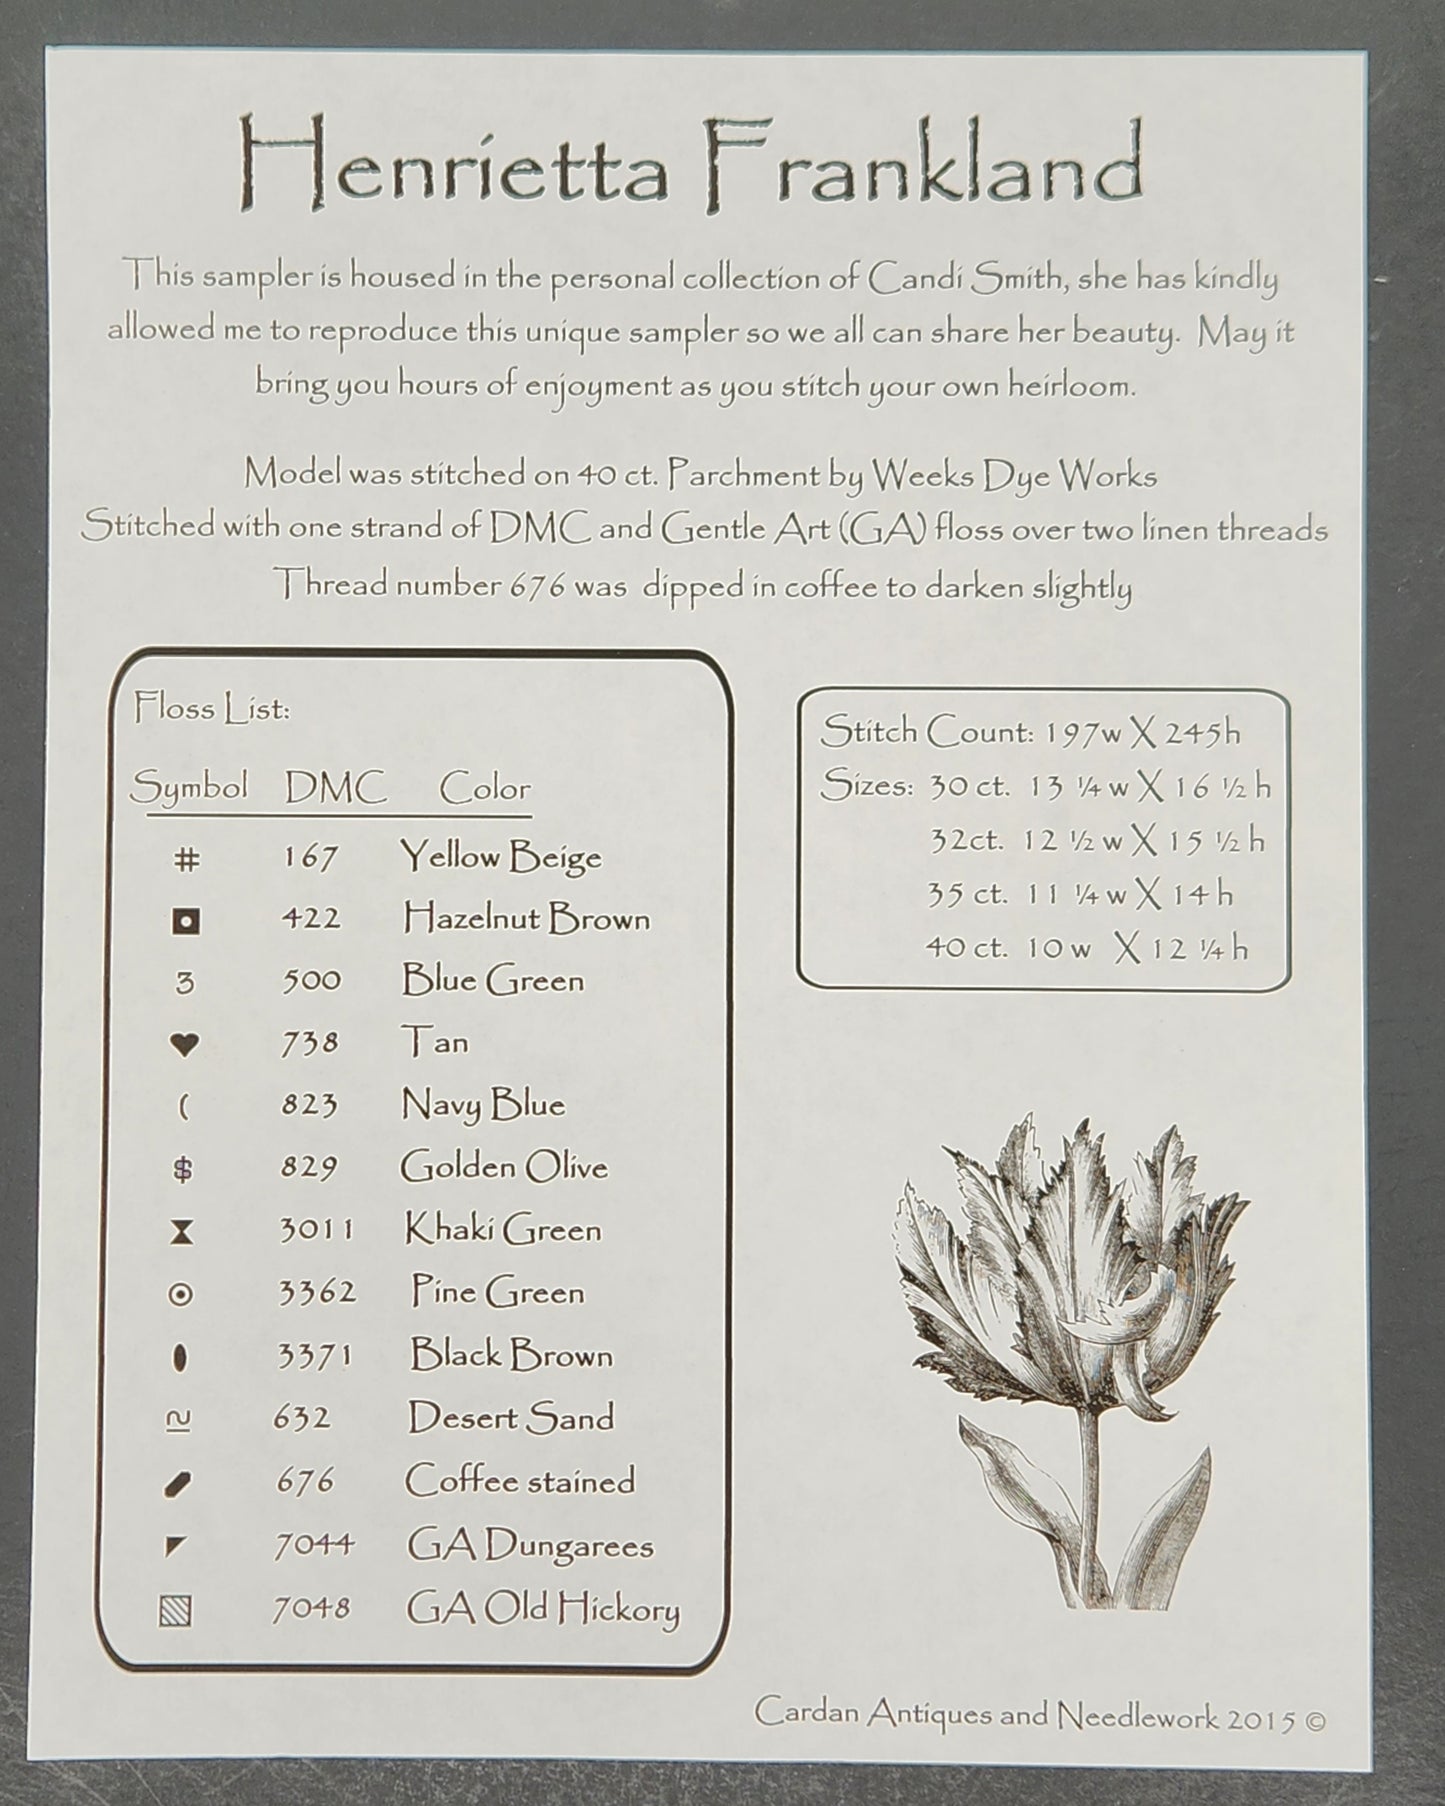 Henrietta Frankland
This sampler is housed in the personal collection of Candi Smith, she has kindly
allowed me to reproduce this unique sampler so we all can share her beauty. May it
bring you hours of enjoyment as you stitch your own heirloom.
Model was stitched on 40 ct. Parchment by Weeks Dye Works
Stitched with one strand of DMC and Gentle Art (GA) floss over two linen threads
Thread number 676 was dipped in coffee to darken slightly
Floss List:
Symbol DMC Color
# 167 Yellow Beige
◘ 422 Hazelnut Brown
3 500 Blue Green
♥ 738 Tan
( 823 Navy Blue
$ 829 Golden Olive
⧗ 3011 Khaki Green
⊙ 3362 Pine Green
⬮ 3371 Black Brown
≃ 632 Desert Sand
676 Coffee stained
◤ 7044 GA Dungarees
▧ 7048 GA Old Hickory
Stitch Count: 197w X 245h
Sizes: 30 ct. 13 ¼ w X 16 ½ h
32ct. 12 ½ w X 15 ½ h
35 ct. 11 ¼ w X 14 h
40 ct. 10 w X 12 ¼ h
Cardan Antiques and Needlework 2015 ©